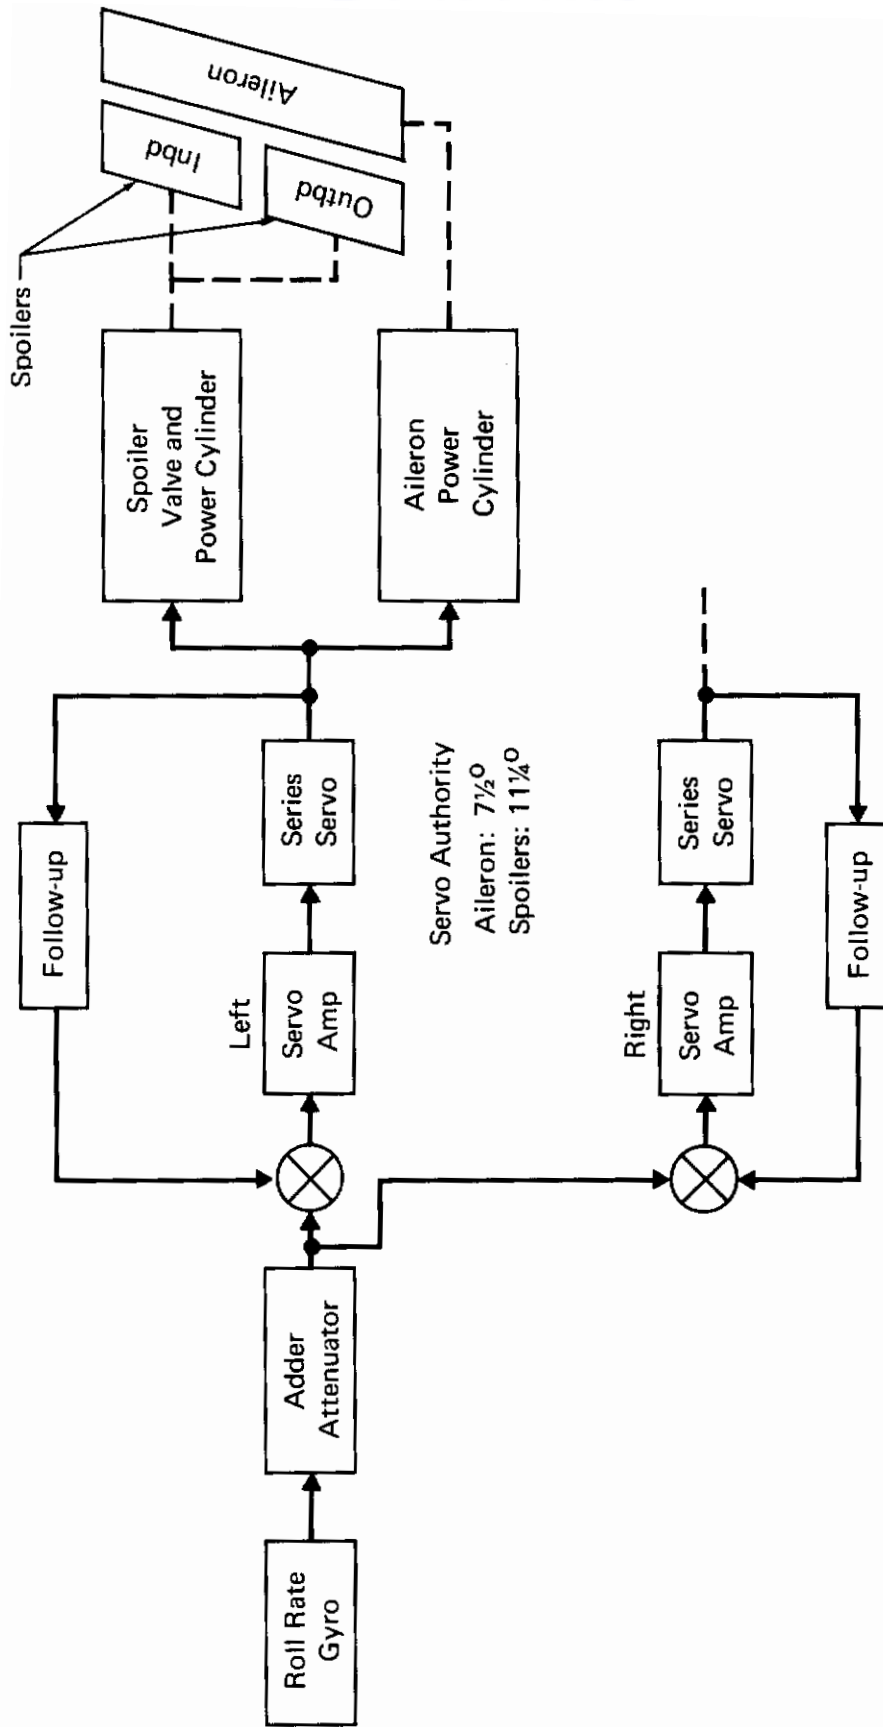 Roll Rate
Gyro
Adder
Attenuator
Follow-up
Left
Servo
Amp
Series
Servo
Servo Authority
Aileron: 7½°
Spoilers: 11¼°
Right
Servo
Amp
Series
Servo
Follow-up
Spoiler
Valve and
Power Cylinder
Aileron
Power
Cylinder
Spoilers
Inbd
Outbd
Aileron